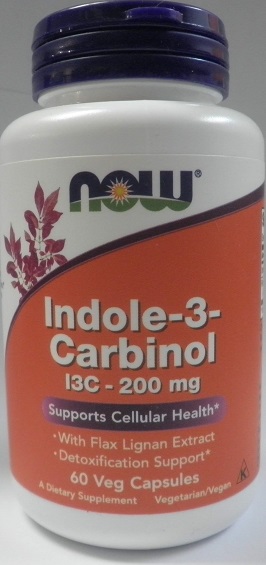 NOW®
Indole-3-
Carbinol
I3C - 200 mg
Supports Cellular Health*
• With Flax Lignan Extract
• Detoxification Support*
60 Veg Capsules
K
A Dietary Supplement Vegetarian/Vegan